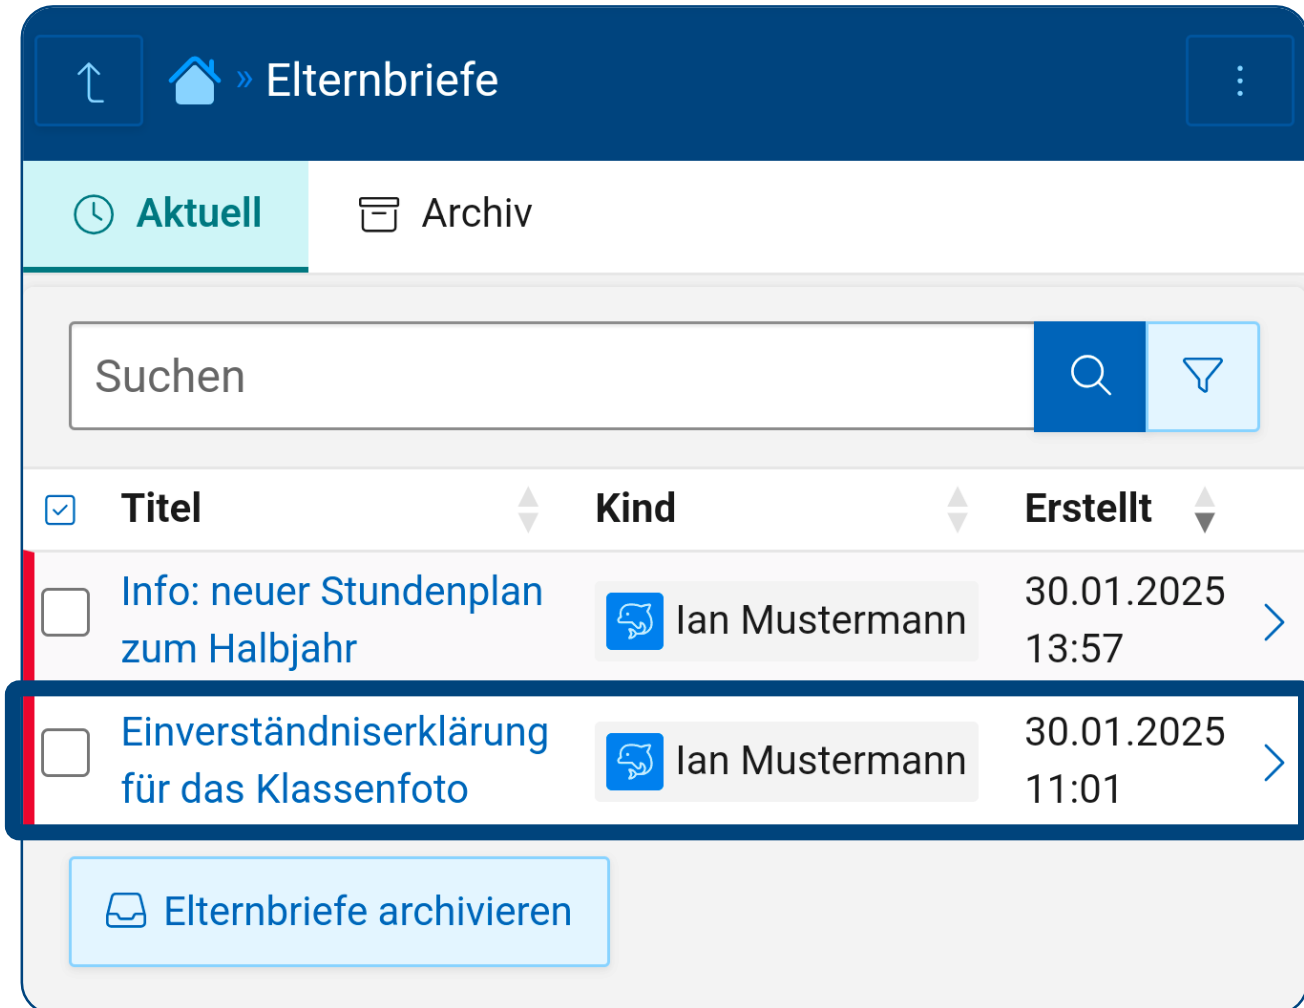 » Elternbriefe
Aktuell Archiv
Suchen
Titel Kind Erstellt
Info: neuer Stundenplan
zum Halbjahr
Ian Mustermann
30.01.2025
13:57
Einverständniserklärung
für das Klassenfoto
Ian Mustermann
30.01.2025
11:01
Elternbriefe archivieren